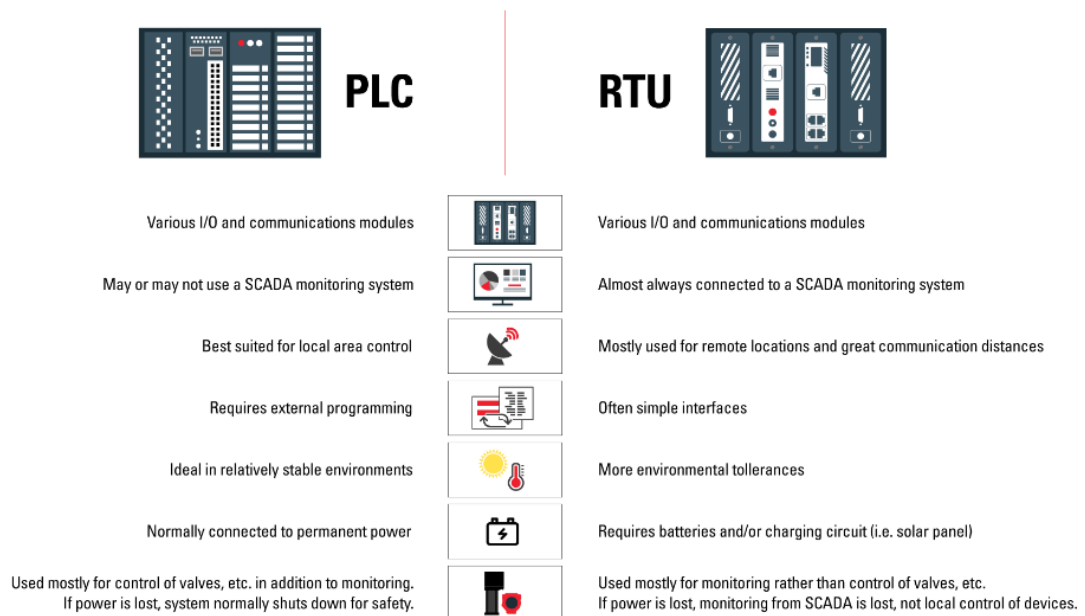 PLC
RTU
Various I/O and communications modules
Various I/O and communications modules
May or may not use a SCADA monitoring system
Almost always connected to a SCADA monitoring system
Best suited for local area control
Mostly used for remote locations and great communication distances
Requires external programming
Often simple interfaces
Ideal in relatively stable environments
More environmental tollerances
Normally connected to permanent power
Requires batteries and/or charging circuit (i.e. solar panel)
Used mostly for control of valves, etc. in addition to monitoring.
If power is lost, system normally shuts down for safety.
Used mostly for monitoring rather than control of valves, etc.
If power is lost, monitoring from SCADA is lost, not local control of devices.